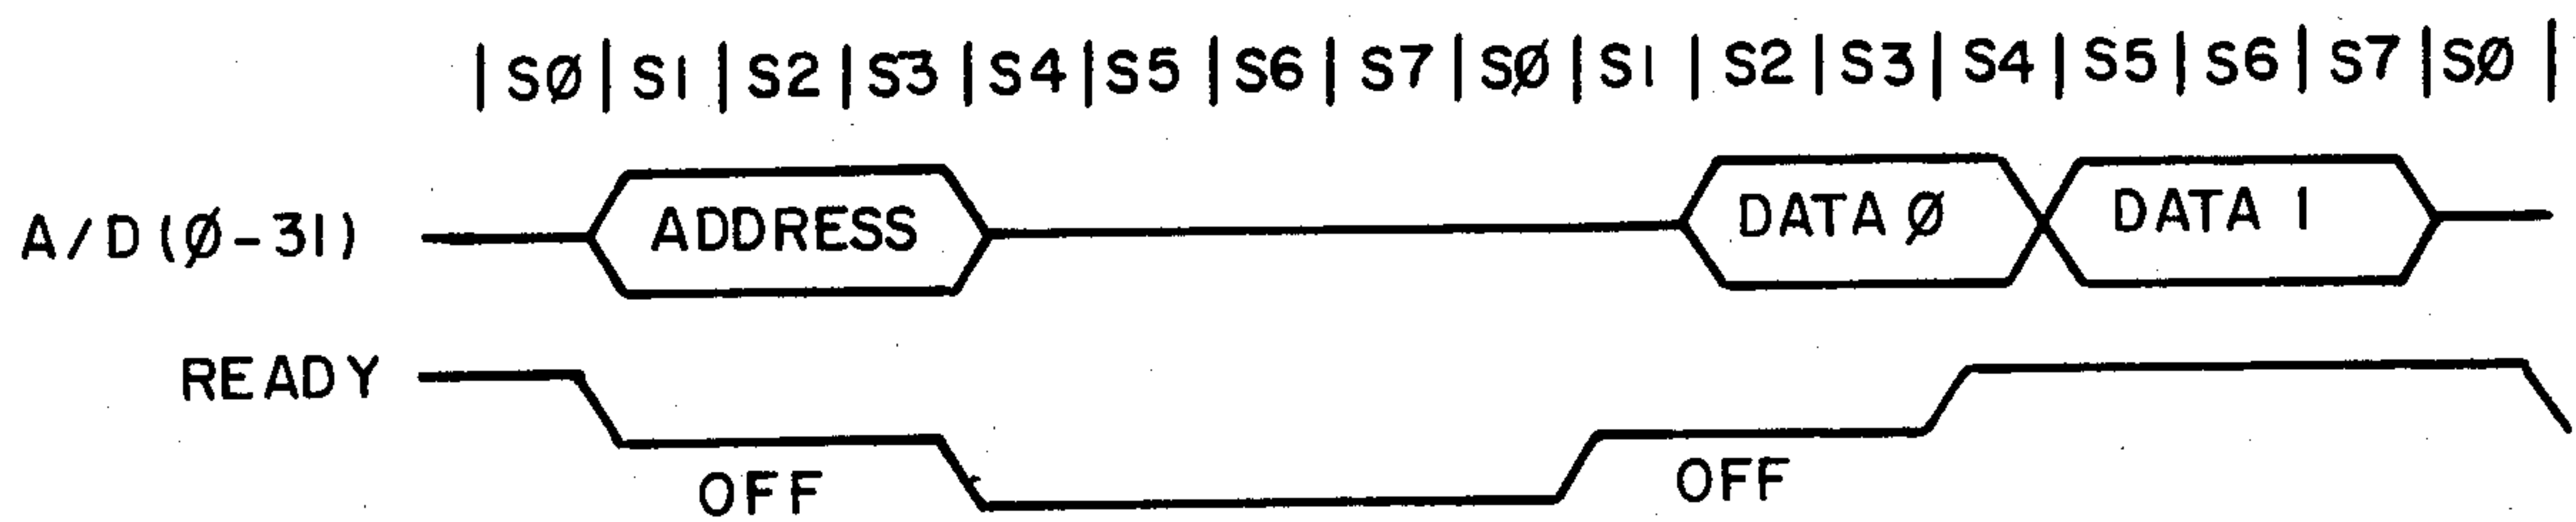 |SØ|S1|S2|S3|S4|S5|S6|S7|SØ|S1|S2|S3|S4|S5|S6|S7|SØ|
A/D(Ø-31) ADDRESS DATA Ø DATA 1
READY
OFF OFF